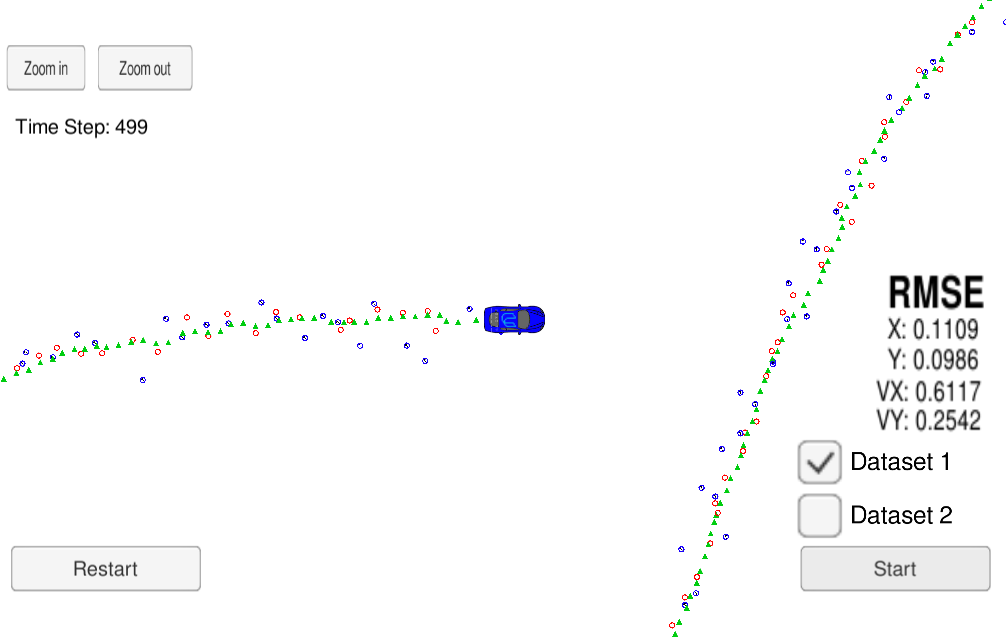 Zoom in
Zoom out
Time Step: 499
RMSE
X: 0.1109
Y: 0.0986
VX: 0.6117
VY: 0.2542
Dataset 1
Dataset 2
Restart
Start